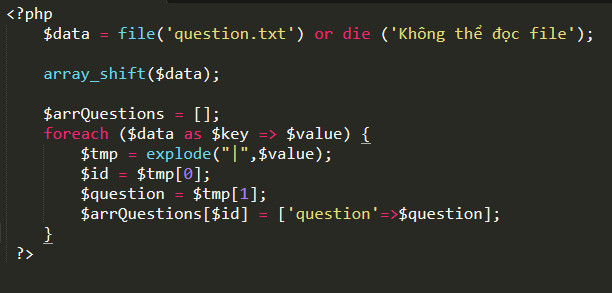 <?php
$data = file('question.txt') or die ('Không thể đọc file');
array_shift($data);
$arrQuestions = [];
foreach ($data as $key => $value) {
$tmp = explode("|",$value);
$id = $tmp[0];
$question = $tmp[1];
$arrQuestions[$id] = ['question'=>$question];
}
?>